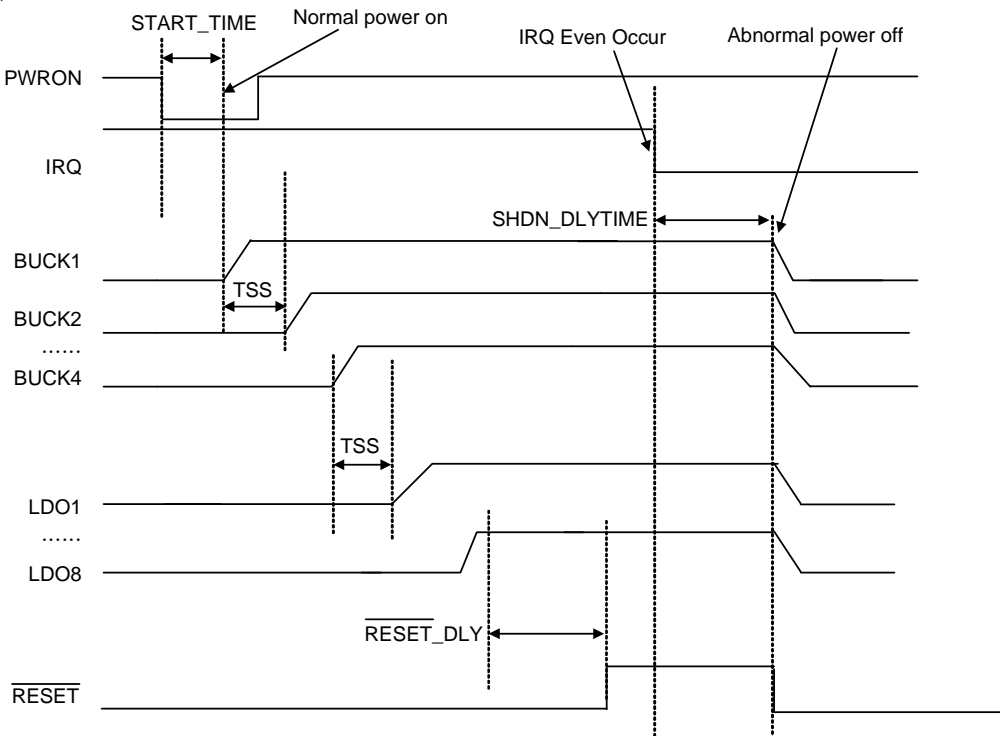 START_TIME
Normal power on
IRQ Even Occur
Abnormal power off
PWRON
IRQ
SHDN_DLYTIME
BUCK1
TSS
BUCK2
......
BUCK4
TSS
LDO1
......
LDO8
RESET_DLY
RESET